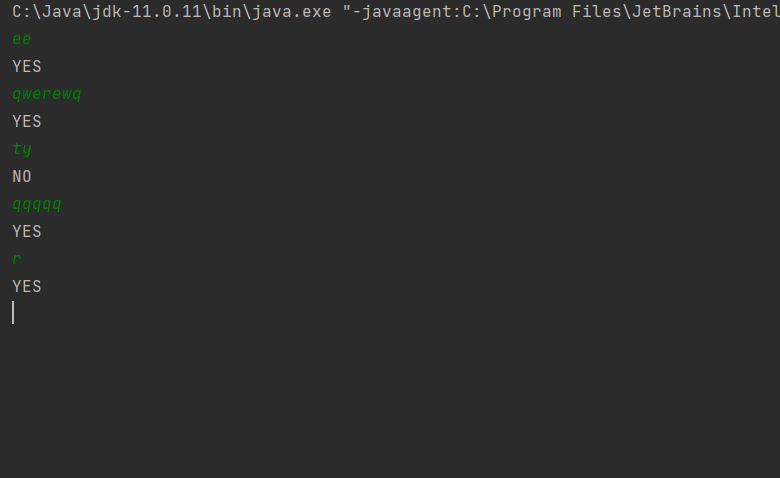 C:\Java\jdk-11.0.11\bin\java.exe "-javaagent:C:\Program Files\JetBrains\Intel
ee
YES
qwerewq
YES
ty
NO
qqqqq
YES
r
YES